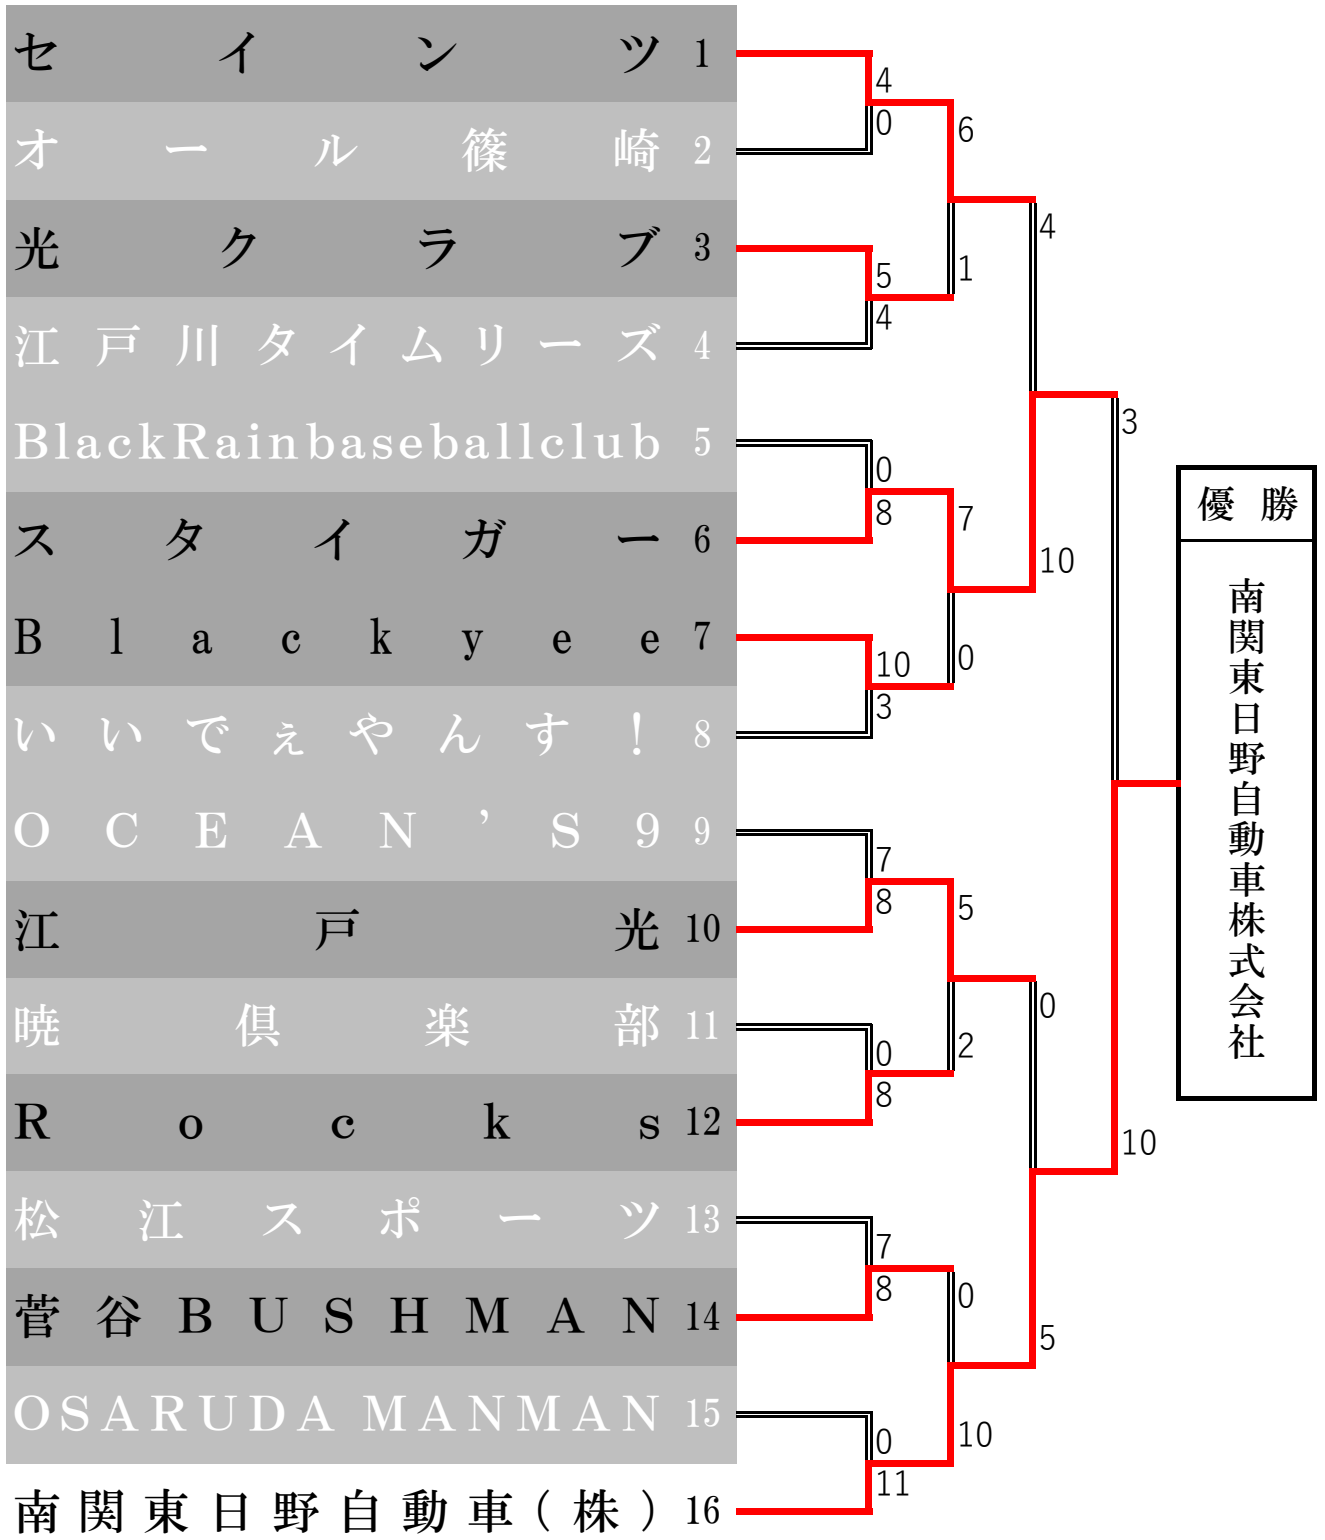 セインツ 1
オール篠崎 2
光クラブ 3
江戸川タイムリーズ 4
BlackRainbaseballclub 5
スタイガー 6
Blackyee 7
いいでぇやんす! 8
OCEAN’S9 9
江戸光 10
暁倶楽部 11
Rocks 12
松江スポーツ 13
菅谷BUSHMAN 14
OSARUDA MANMAN 15
南関東日野自動車(株) 16
4
0
5
4
0
8
10
3
7
8
0
8
7
8
0
11
6
1
7
0
5
2
0
10
4
10
0
5
3
10
優勝
南関東日野自動車株式会社